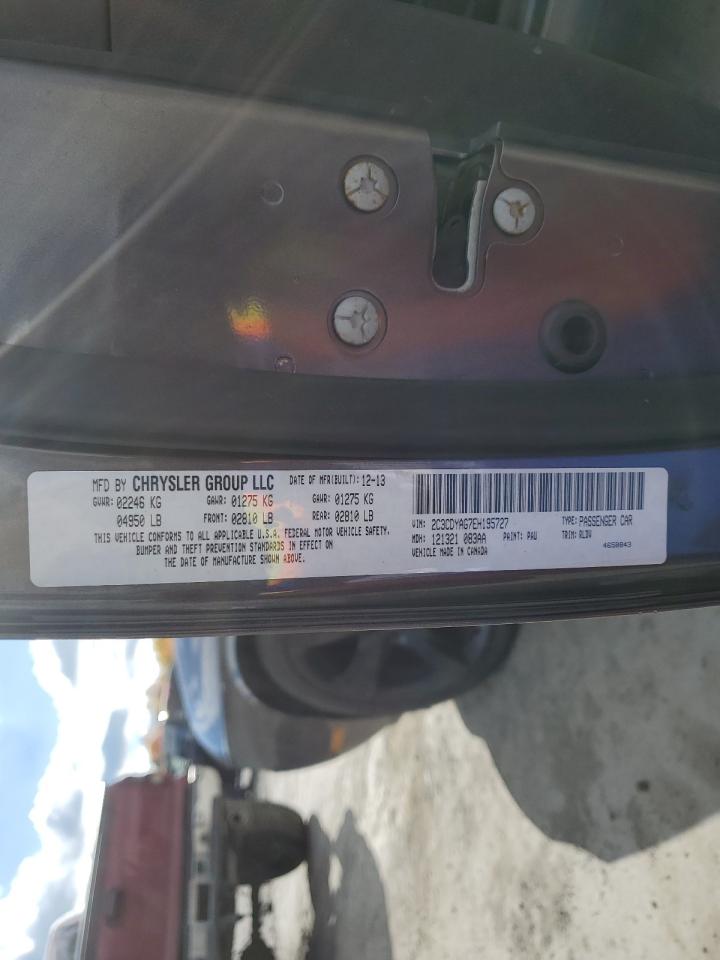 MFD BY CHRYSLER GROUP LLC DATE OF MFR(BUILT): 12-13
GVWR: 02246 KG GAWR: 01275 KG GAWR: 01275 KG
04950 LB FRONT: 02810 LB REAR: 02810 LB
THIS VEHICLE CONFORMS TO ALL APPLICABLE U.S.A. FEDERAL MOTOR VEHICLE SAFETY,
BUMPER AND THEFT PREVENTION STANDARDS IN EFFECT ON
THE DATE OF MANUFACTURE SHOWN ABOVE.
VIN: 2C3CDYAG7EH195727 TYPE: PASSENGER CAR
MDH: 121321 083AA PAINT: PAU TRIM: RLDV
VEHICLE MADE IN CANADA 4650843